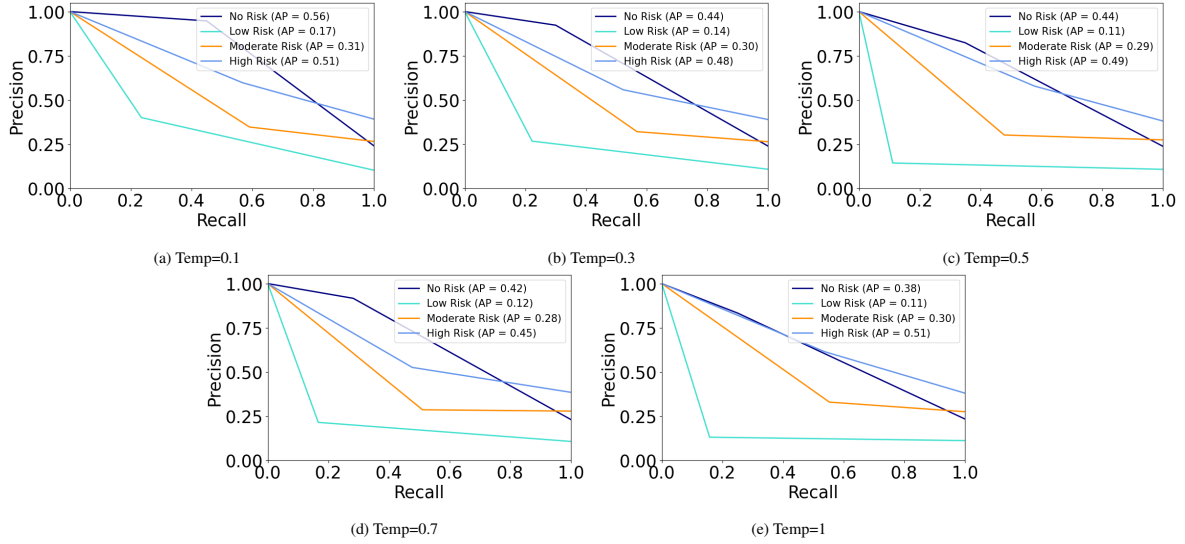 1.00
0.75
0.50
0.25
0.00
Precision
0.0 0.2 0.4 0.6 0.8 1.0
Recall
No Risk (AP = 0.56)
Low Risk (AP = 0.17)
Moderate Risk (AP = 0.31)
High Risk (AP = 0.51)
(a) Temp=0.1
1.00
0.75
0.50
0.25
0.00
Precision
0.0 0.2 0.4 0.6 0.8 1.0
Recall
No Risk (AP = 0.44)
Low Risk (AP = 0.14)
Moderate Risk (AP = 0.30)
High Risk (AP = 0.48)
(b) Temp=0.3
1.00
0.75
0.50
0.25
0.00
Precision
0.0 0.2 0.4 0.6 0.8 1.0
Recall
No Risk (AP = 0.44)
Low Risk (AP = 0.11)
Moderate Risk (AP = 0.29)
High Risk (AP = 0.49)
(c) Temp=0.5
1.00
0.75
0.50
0.25
0.00
Precision
0.0 0.2 0.4 0.6 0.8 1.0
Recall
No Risk (AP = 0.42)
Low Risk (AP = 0.12)
Moderate Risk (AP = 0.28)
High Risk (AP = 0.45)
(d) Temp=0.7
1.00
0.75
0.50
0.25
0.00
Precision
0.0 0.2 0.4 0.6 0.8 1.0
Recall
No Risk (AP = 0.38)
Low Risk (AP = 0.11)
Moderate Risk (AP = 0.30)
High Risk (AP = 0.51)
(e) Temp=1